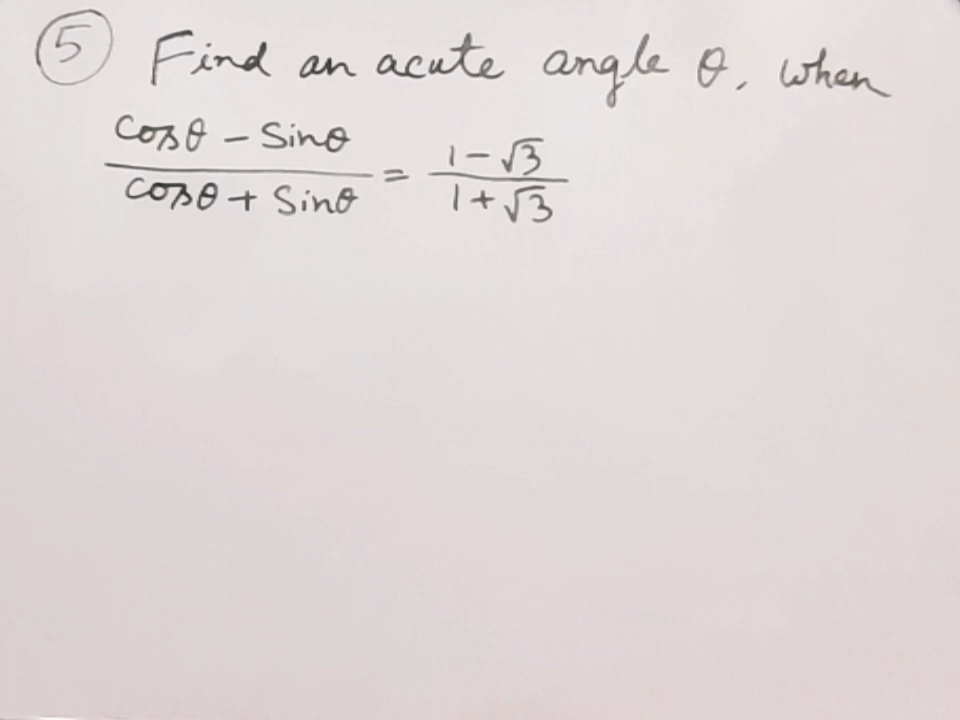 ⑤ Find an acute angle θ, when
cosθ - Sinθ / cosθ + Sinθ = 1 - √3 / 1 + √3